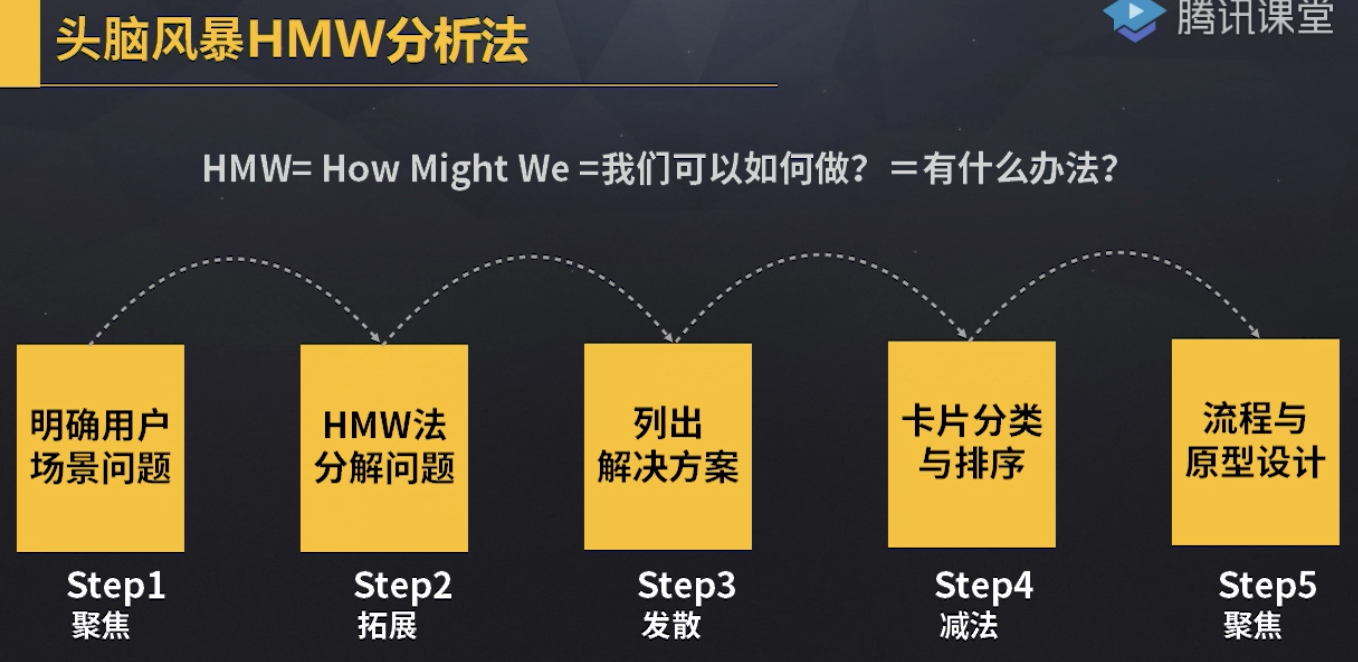 头脑风暴HMW分析法
腾讯课堂
HMW= How Might We =我们可以如何做？＝有什么办法？
明确用户
场景问题
HMW法
分解问题
列出
解决方案
卡片分类
与排序
流程与
原型设计
Step1
聚焦
Step2
拓展
Step3
发散
Step4
减法
Step5
聚焦